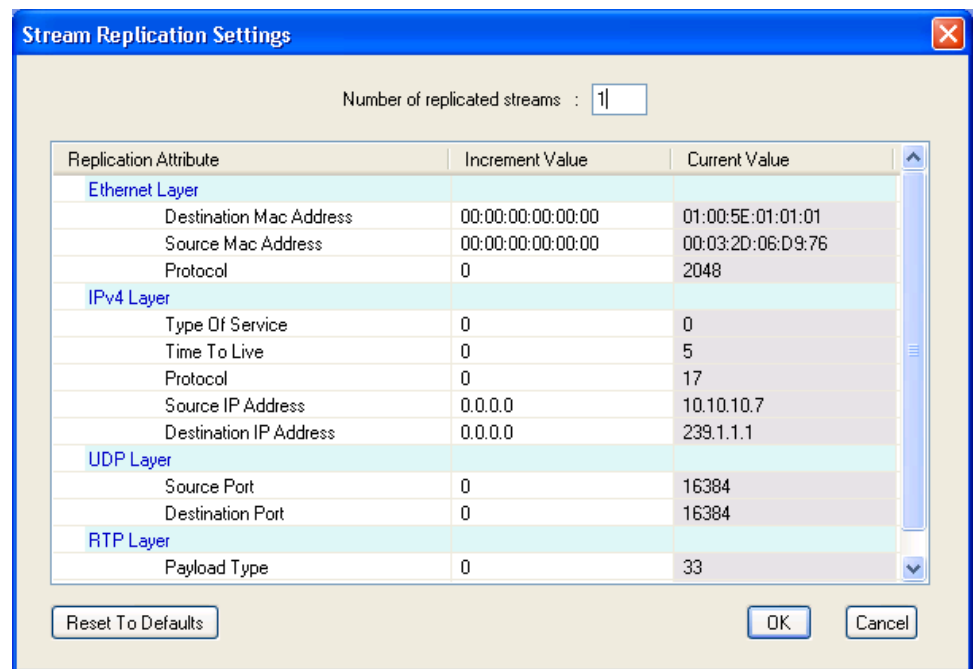 Stream Replication Settings
Number of replicated streams : 1
Replication Attribute Increment Value Current Value
Ethernet Layer
Destination Mac Address 00:00:00:00:00:00 01:00:5E:01:01:01
Source Mac Address 00:00:00:00:00:00 00:03:2D:06:D9:76
Protocol 0 2048
IPv4 Layer
Type Of Service 0 0
Time To Live 0 5
Protocol 0 17
Source IP Address 0.0.0.0 10.10.10.7
Destination IP Address 0.0.0.0 239.1.1.1
UDP Layer
Source Port 0 16384
Destination Port 0 16384
RTP Layer
Payload Type 0 33
Reset To Defaults OK Cancel